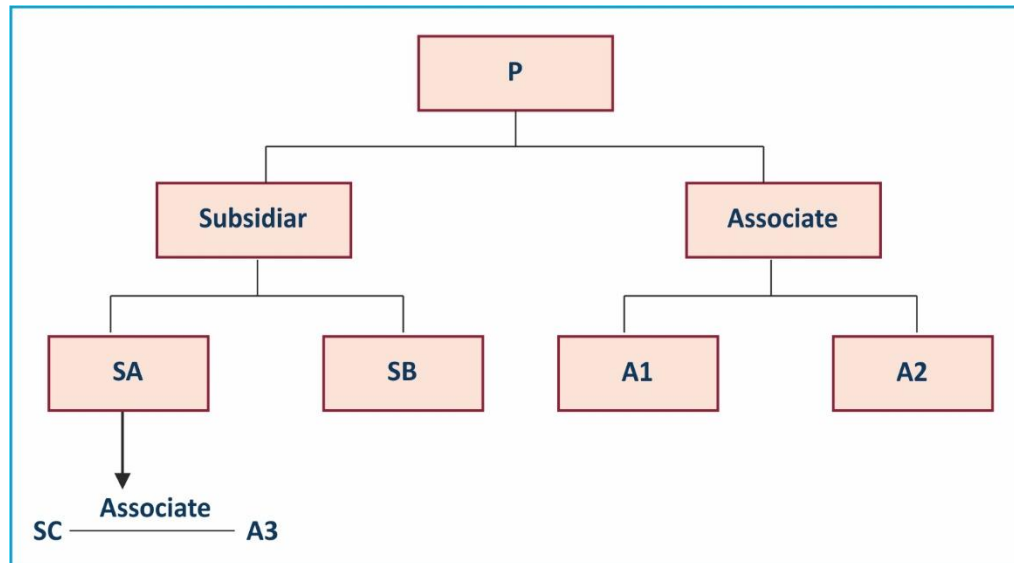 P
Subsidiar
Associate
SA
SB
A1
A2
Associate
SC
A3